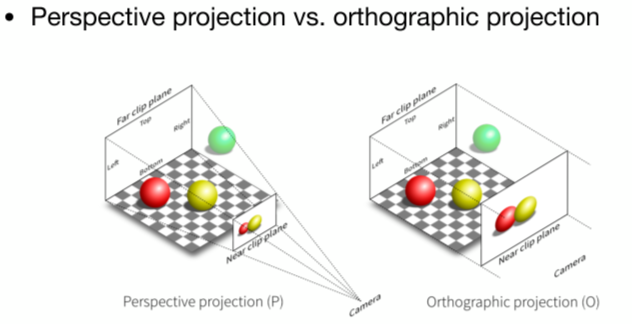 • Perspective projection vs. orthographic projection
Far clip plane
Top
Right
Left
Bottom
Near clip plane
Camera
Perspective projection (P)
Far clip plane
Top
Right
Left
Bottom
Near clip plane
Camera
Orthographic projection (O)